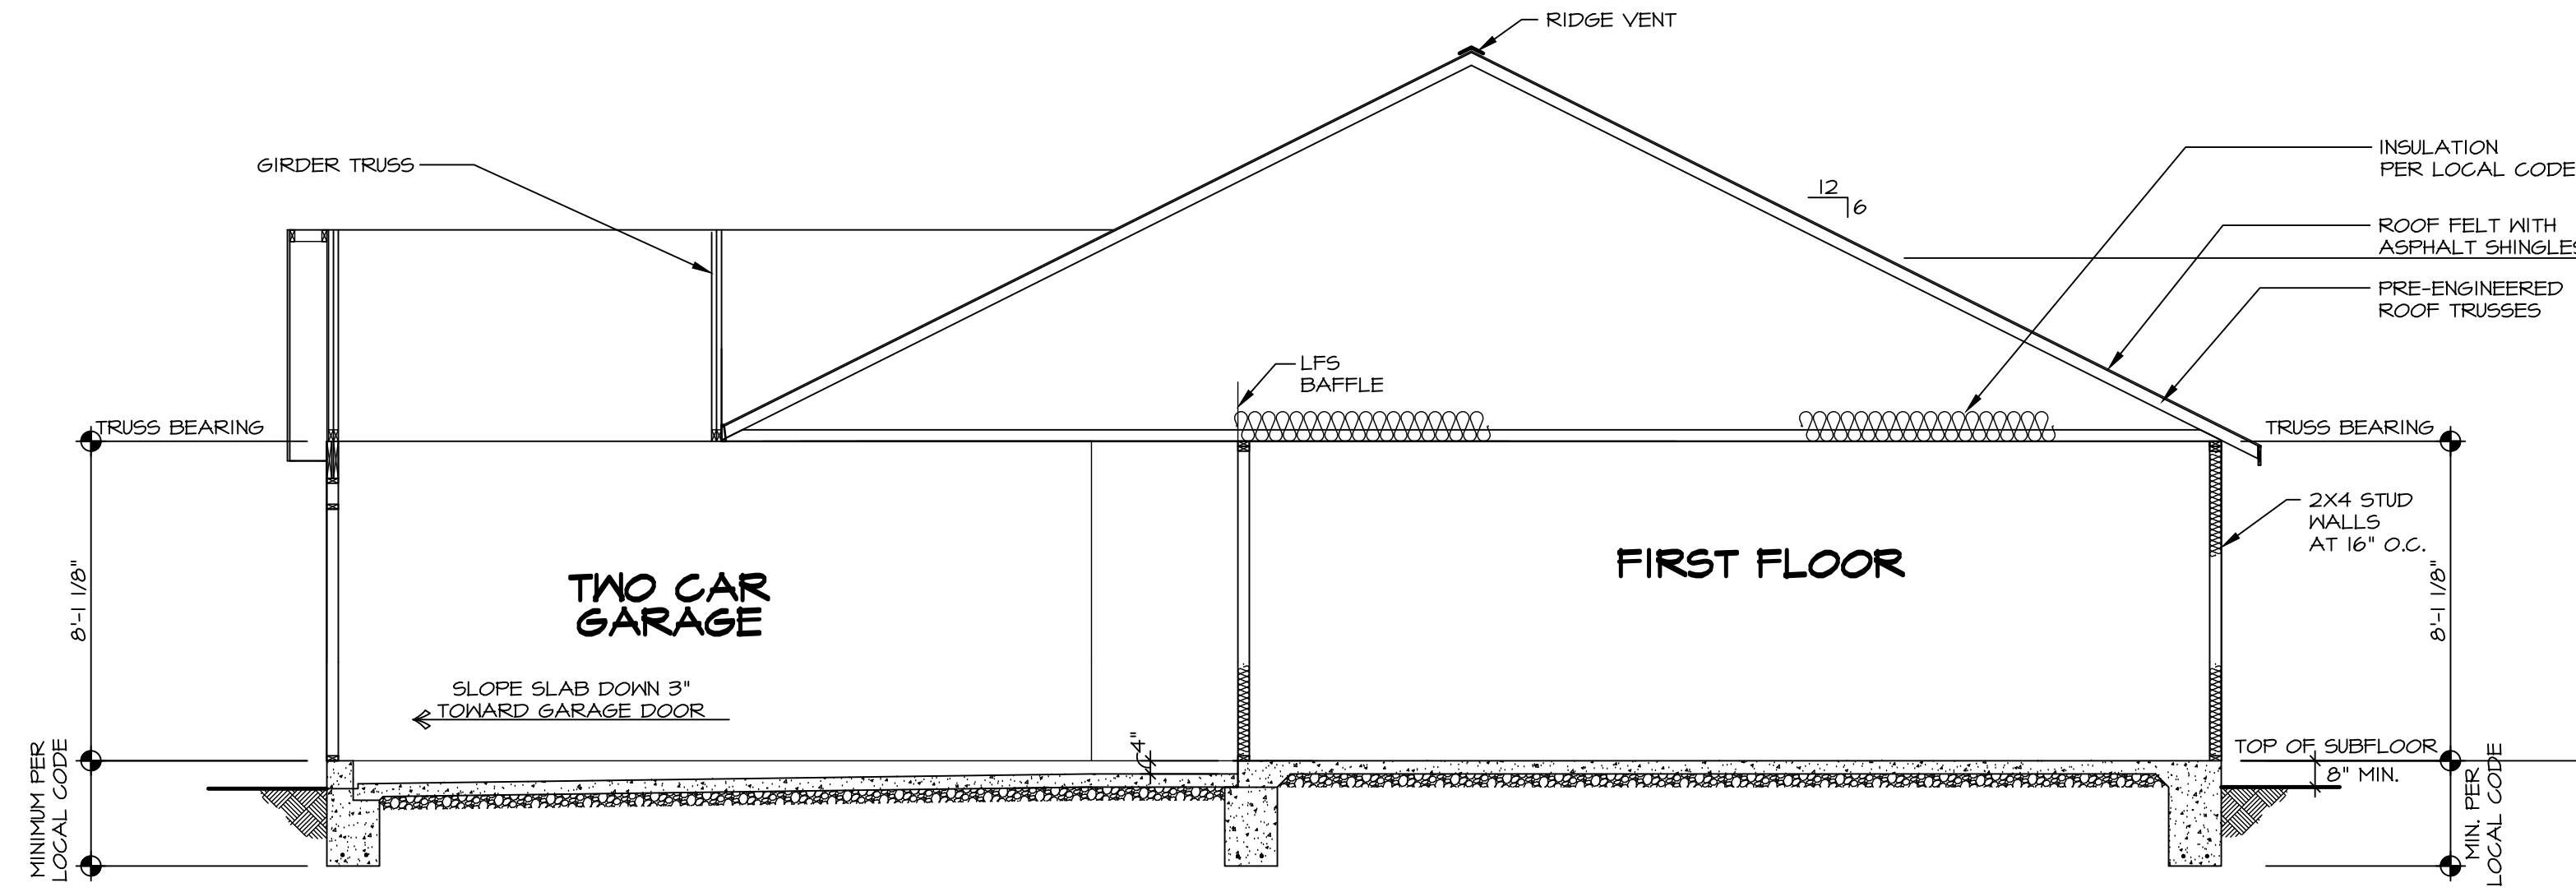 RIDGE VENT
GIRDER TRUSS
INSULATION
PER LOCAL CODE
12
6
ROOF FELT WITH
ASPHALT SHINGLES
PRE-ENGINEERED
ROOF TRUSSES
LFS
BAFFLE
TRUSS BEARING
TRUSS BEARING
2X4 STUD
WALLS
AT 16" O.C.
FIRST FLOOR
TWO CAR
GARAGE
8'-1 1/8"
8'-1 1/8"
SLOPE SLAB DOWN 3"
TOWARD GARAGE DOOR
4"
TOP OF SUBFLOOR
8" MIN.
MINIMUM PER
LOCAL CODE
MIN. PER
LOCAL CODE